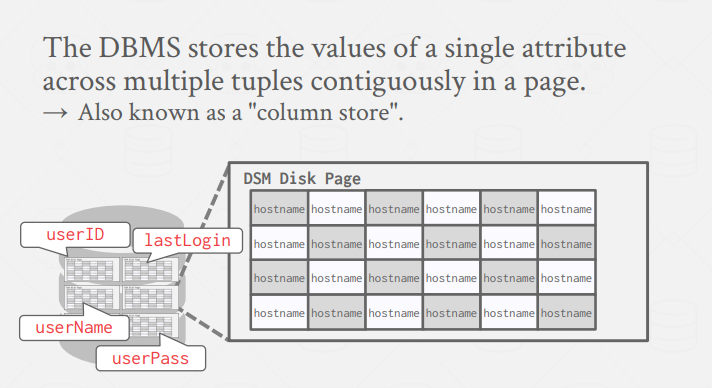 The DBMS stores the values of a single attribute
across multiple tuples contiguously in a page.
→ Also known as a "column store".
DSM Disk Page
hostname hostname hostname hostname hostname hostname
hostname hostname hostname hostname hostname hostname
hostname hostname hostname hostname hostname hostname
hostname hostname hostname hostname hostname hostname
userID
lastLogin
userName
userPass